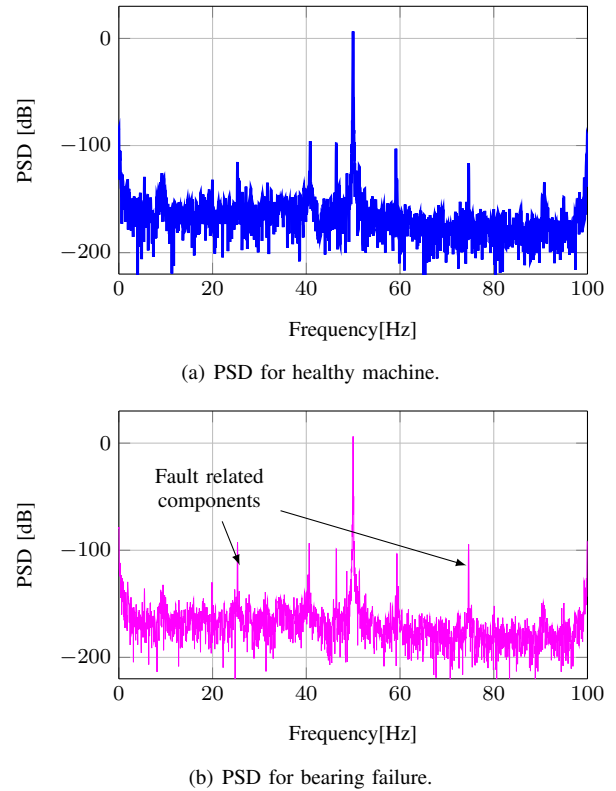 0
−100
−200
PSD [dB]
0 20 40 60 80 100
Frequency[Hz]
(a) PSD for healthy machine.
0
−100
−200
PSD [dB]
Fault related
components
0 20 40 60 80 100
Frequency[Hz]
(b) PSD for bearing failure.